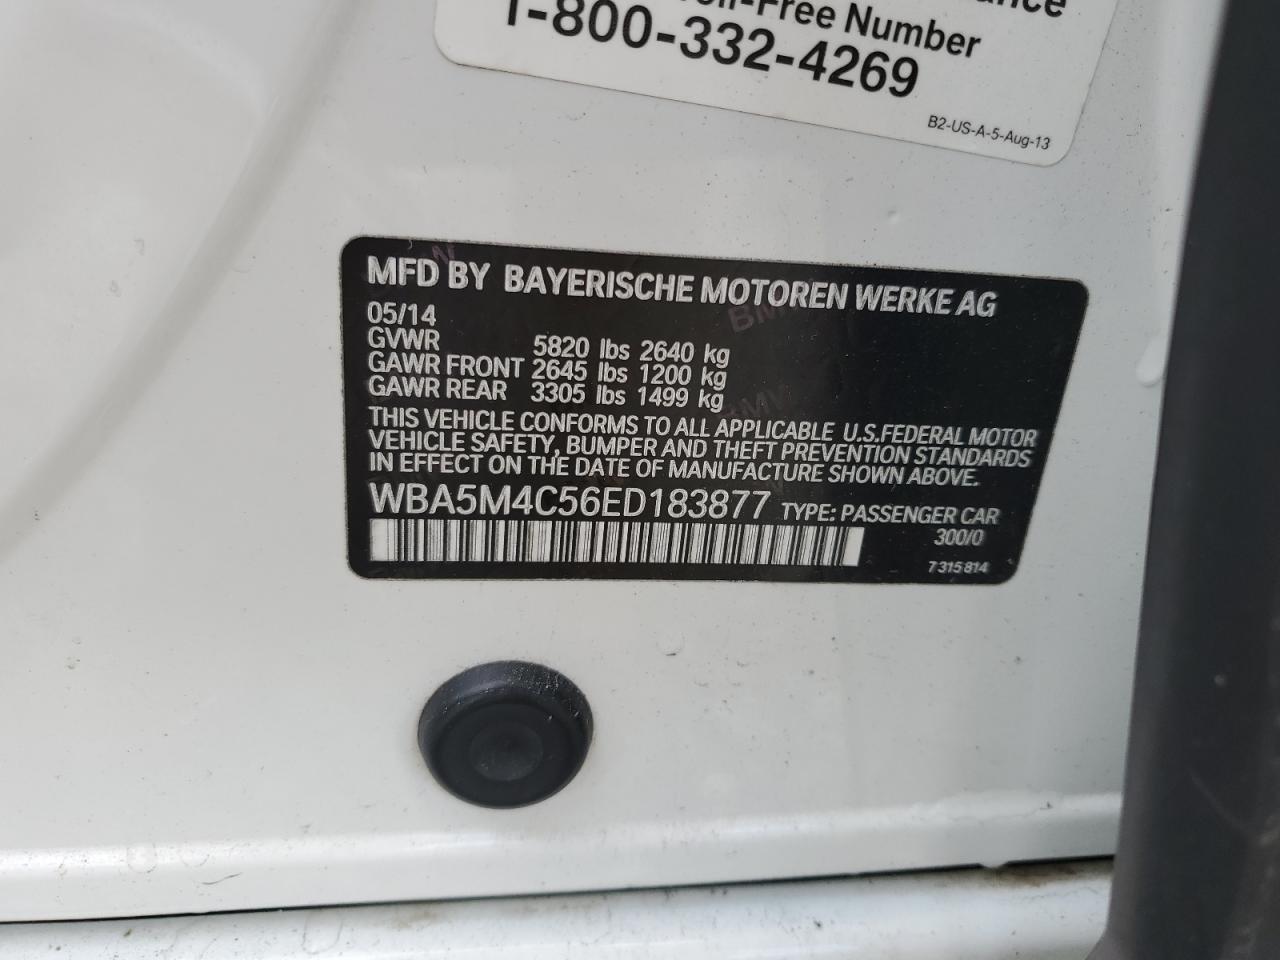 Number
1-800-332-4269
B2-US-A-5-Aug-13
MFD BY BAYERISCHE MOTOREN WERKE AG
05/14
GVWR 5820 lbs 2640 kg
GAWR FRONT 2645 lbs 1200 kg
GAWR REAR 3305 lbs 1499 kg
THIS VEHICLE CONFORMS TO ALL APPLICABLE U.S.FEDERAL MOTOR
VEHICLE SAFETY, BUMPER AND THEFT PREVENTION STANDARDS
IN EFFECT ON THE DATE OF MANUFACTURE SHOWN ABOVE.
WBA5M4C56ED183877 TYPE: PASSENGER CAR
300/0
7315814